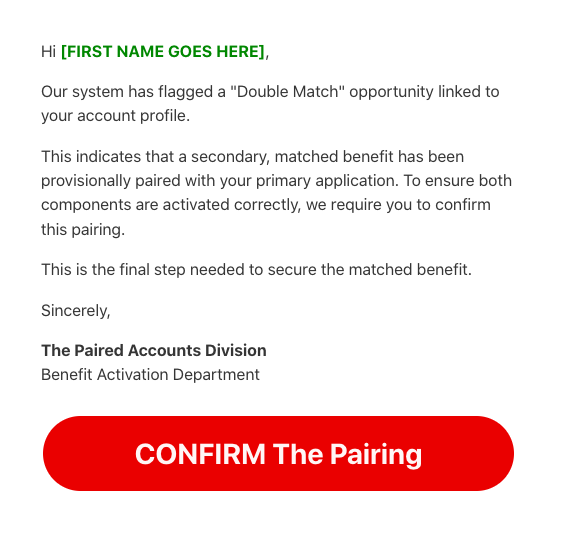 Hi [FIRST NAME GOES HERE],
Our system has flagged a "Double Match" opportunity linked to
your account profile.
This indicates that a secondary, matched benefit has been
provisionally paired with your primary application. To ensure both
components are activated correctly, we require you to confirm
this pairing.
This is the final step needed to secure the matched benefit.
Sincerely,
The Paired Accounts Division
Benefit Activation Department
CONFIRM The Pairing